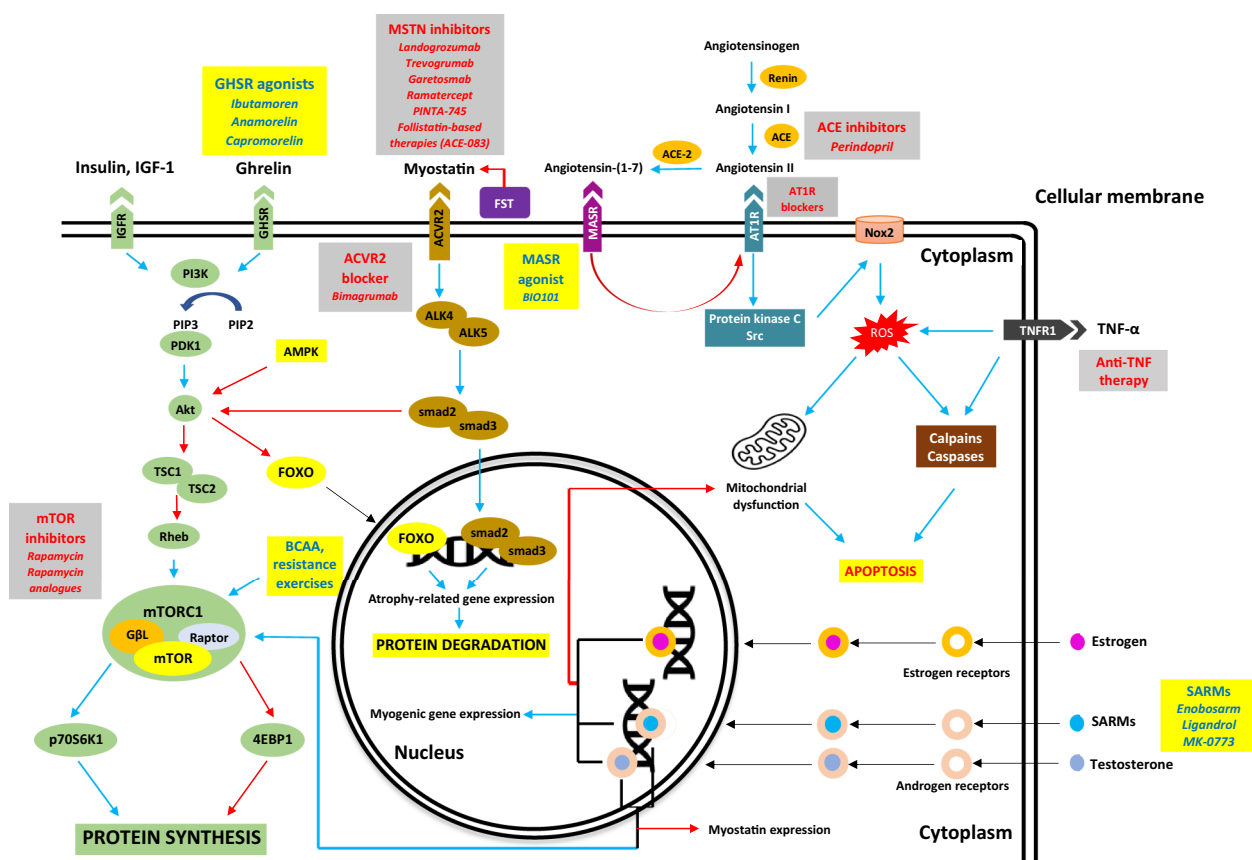 MSTN inhibitors
Landogrozumab
Trevogrumab
Garetosmab
Ramatercept
PINTA-745
Follistatin-based
therapies (ACE-083)
GHSR agonists
Ibutamoren
Anamorelin
Capromorelin
Angiotensinogen
Renin
Angiotensin I
ACE
ACE inhibitors
Perindopril
Insulin, IGF-1
Ghrelin
Myostatin
FST
Angiotensin-(1-7)
ACE-2
Angiotensin II
AT1R
blockers
Cellular membrane
IGFR
GHSR
ACVR2
MASR
AT1R
Nox2
Cytoplasm
PI3K
PIP3
PIP2
PDK1
AMPK
Akt
TSC1
TSC2
Rheb
FOXO
ACVR2
blocker
Bimagrumab
ALK4
ALK5
smad2
smad3
MASR
agonist
BIO101
Protein kinase C
Src
ROS
TNFR1
TNF-α
Anti-TNF
therapy
Calpains
Caspases
Mitochondrial
dysfunction
APOPTOSIS
mTOR
inhibitors
Rapamycin
Rapamycin
analogues
BCAA,
resistance
exercises
mTORC1
GβL
Raptor
mTOR
p70S6K1
4EBP1
PROTEIN SYNTHESIS
FOXO
smad2
smad3
Atrophy-related gene expression
PROTEIN DEGRADATION
Myogenic gene expression
Nucleus
Estrogen receptors
Estrogen
SARMs
Enobosarm
Ligandrol
MK-0773
SARMs
Androgen receptors
Testosterone
Myostatin expression
Cytoplasm